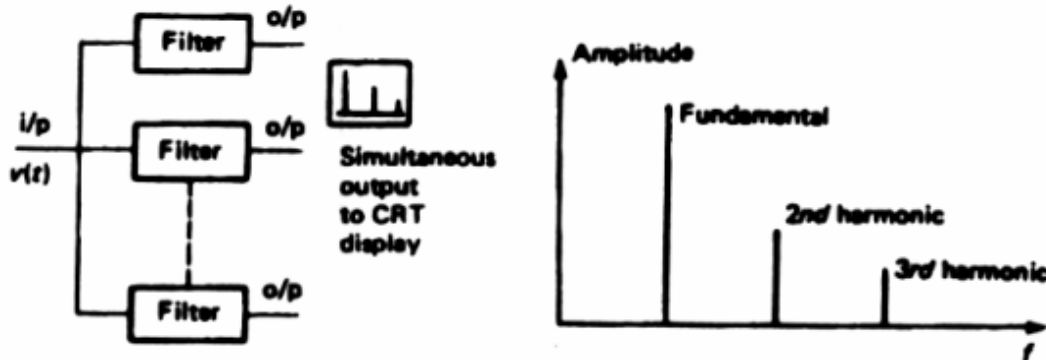 o/p
Filter
i/p
v(t)
o/p
Filter
Simultaneous
output
to CRT
display
o/p
Filter
Amplitude
Fundamental
2nd harmonic
3rd harmonic
f